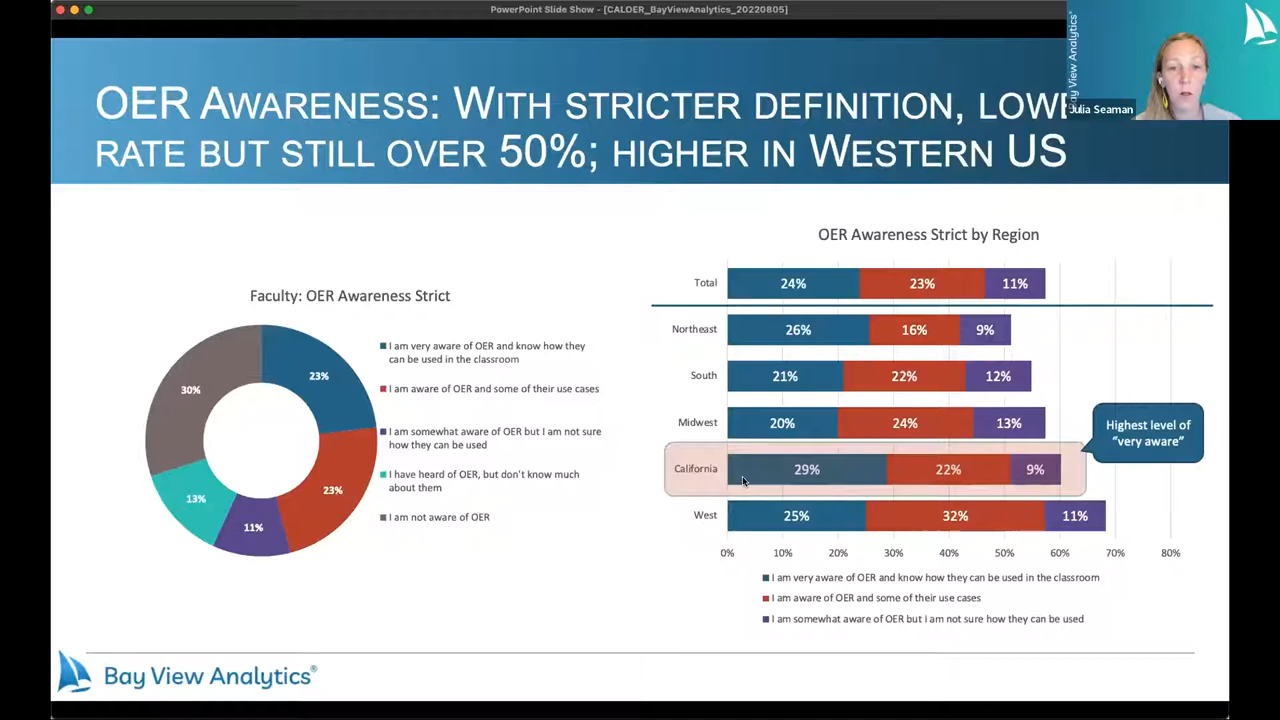 PowerPoint Slide Show - [CALDER_BayViewAnalytics_20220805]
Bay View Analytics®
Julia Seaman
OER AWARENESS: WITH STRICTER DEFINITION, LOWE
RATE BUT STILL OVER 50%; HIGHER IN WESTERN US
Faculty: OER Awareness Strict
23%
23%
11%
13%
30%
I am very aware of OER and know how they
can be used in the classroom
I am aware of OER and some of their use cases
I am somewhat aware of OER but I am not sure
how they can be used
I have heard of OER, but don't know much
about them
I am not aware of OER
OER Awareness Strict by Region
Total 24% 23% 11%
Northeast 26% 16% 9%
South 21% 22% 12%
Midwest 20% 24% 13%
California 29% 22% 9%
West 25% 32% 11%
Highest level of
“very aware”
0% 10% 20% 30% 40% 50% 60% 70% 80%
I am very aware of OER and know how they can be used in the classroom
I am aware of OER and some of their use cases
I am somewhat aware of OER but I am not sure how they can be used
Bay View Analytics®